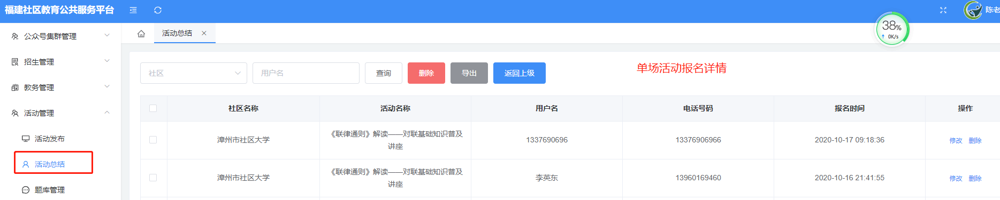 福建社区教育公共服务平台
陈老
公众号集群管理
活动总结
38%
0K/s
招生管理
社区
用户名
查询
删除
导出
返回上级
单场活动报名详情
教务管理
活动管理
社区名称
活动名称
用户名
电话号码
报名时间
操作
活动发布
漳州市社区大学
《联律通则》解读——对联基础知识普及
讲座
1337690696
13376906966
2020-10-17 09:18:36
修改
删除
活动总结
漳州市社区大学
《联律通则》解读——对联基础知识普及
讲座
李英东
13960169460
2020-10-16 21:41:55
修改
删除
题库管理